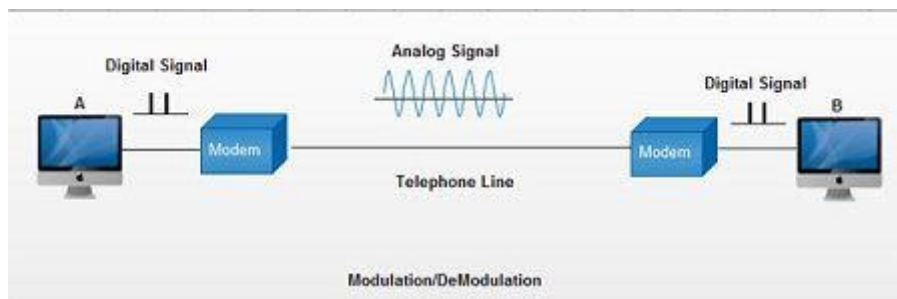 Analog Signal
Digital Signal
Digital Signal
A
B
Modem
Modem
Telephone Line
Modulation/DeModulation